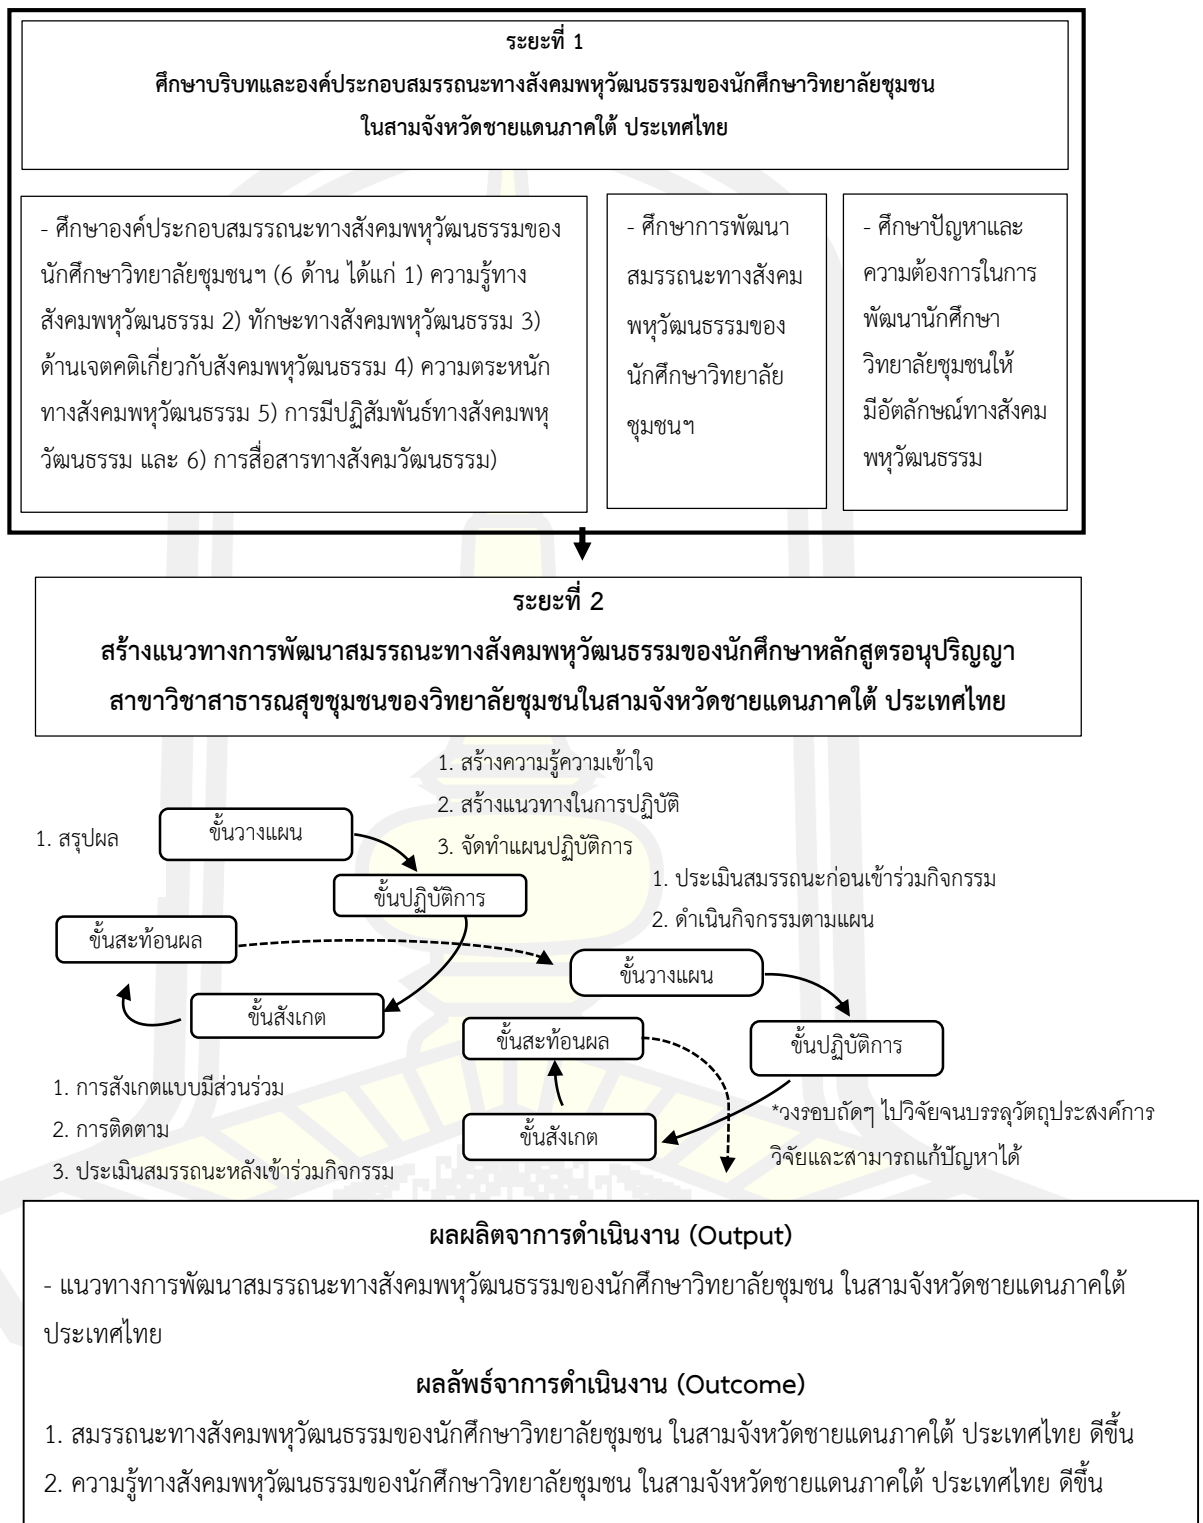 ระยะที่ 1
ศึกษาบริบทและองค์ประกอบสมรรถนะทางสังคมพหุวัฒนธรรมของนักศึกษาวิทยาลัยชุมชน
ในสามจังหวัดชายแดนภาคใต้ ประเทศไทย
- ศึกษาองค์ประกอบสมรรถนะทางสังคมพหุวัฒนธรรมของ
นักศึกษาวิทยาลัยชุมชนฯ (6 ด้าน ได้แก่ 1) ความรู้ทาง
สังคมพหุวัฒนธรรม 2) ทักษะทางสังคมพหุวัฒนธรรม 3)
ด้านเจตคติเกี่ยวกับสังคมพหุวัฒนธรรม 4) ความตระหนัก
ทางสังคมพหุวัฒนธรรม 5) การมีปฏิสัมพันธ์ทางสังคมพหุ
วัฒนธรรม และ 6) การสื่อสารทางสังคมวัฒนธรรม)
- ศึกษาการพัฒนา
สมรรถนะทางสังคม
พหุวัฒนธรรมของ
นักศึกษาวิทยาลัย
ชุมชนฯ
- ศึกษาปัญหาและ
ความต้องการในการ
พัฒนานักศึกษา
วิทยาลัยชุมชนให้
มีอัตลักษณ์ทางสังคม
พหุวัฒนธรรม
ระยะที่ 2
สร้างแนวทางการพัฒนาสมรรถนะทางสังคมพหุวัฒนธรรมของนักศึกษาหลักสูตรอนุปริญญา
สาขาวิชาสาธารณสุขชุมชนของวิทยาลัยชุมชนในสามจังหวัดชายแดนภาคใต้ ประเทศไทย
1. สร้างความรู้ความเข้าใจ
2. สร้างแนวทางในการปฏิบัติ
3. จัดทำแผนปฏิบัติการ
1. สรุปผล
ขั้นวางแผน
ขั้นปฏิบัติการ
1. ประเมินสมรรถนะก่อนเข้าร่วมกิจกรรม
2. ดำเนินกิจกรรมตามแผน
ขั้นสะท้อนผล
ขั้นวางแผน
ขั้นสังเกต
ขั้นสะท้อนผล
ขั้นปฏิบัติการ
1. การสังเกตแบบมีส่วนร่วม
2. การติดตาม
3. ประเมินสมรรถนะหลังเข้าร่วมกิจกรรม
ขั้นสังเกต
*วงรอบถัดๆ ไปวิจัยจนบรรลุวัตถุประสงค์การ
วิจัยและสามารถแก้ปัญหาได้
ผลผลิตจาการดำเนินงาน (Output)
- แนวทางการพัฒนาสมรรถนะทางสังคมพหุวัฒนธรรมของนักศึกษาวิทยาลัยชุมชน ในสามจังหวัดชายแดนภาคใต้
ประเทศไทย
ผลลัพธ์จาการดำเนินงาน (Outcome)
1. สมรรถนะทางสังคมพหุวัฒนธรรมของนักศึกษาวิทยาลัยชุมชน ในสามจังหวัดชายแดนภาคใต้ ประเทศไทย ดีขึ้น
2. ความรู้ทางสังคมพหุวัฒนธรรมของนักศึกษาวิทยาลัยชุมชน ในสามจังหวัดชายแดนภาคใต้ ประเทศไทย ดีขึ้น